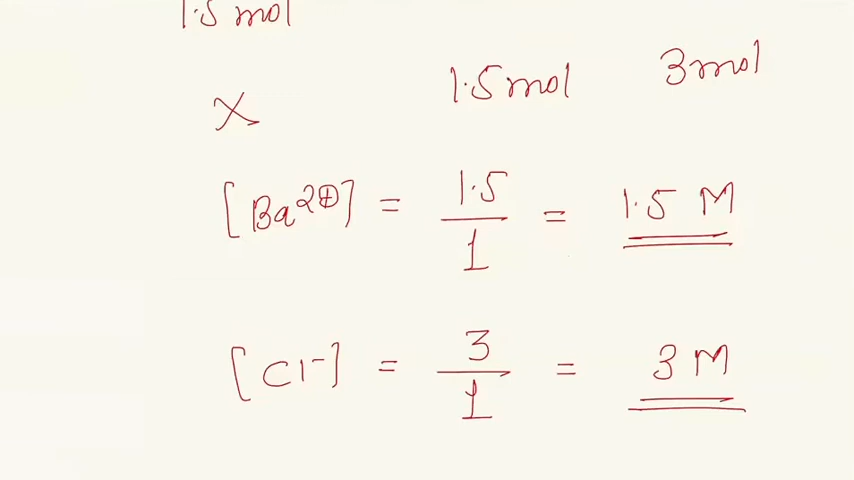 1.5 mol
1.5 mol 3 mol
X
[Ba²⊕] = 1.5/1 = 1.5 M
[Cl⁻] = 3/1 = 3 M